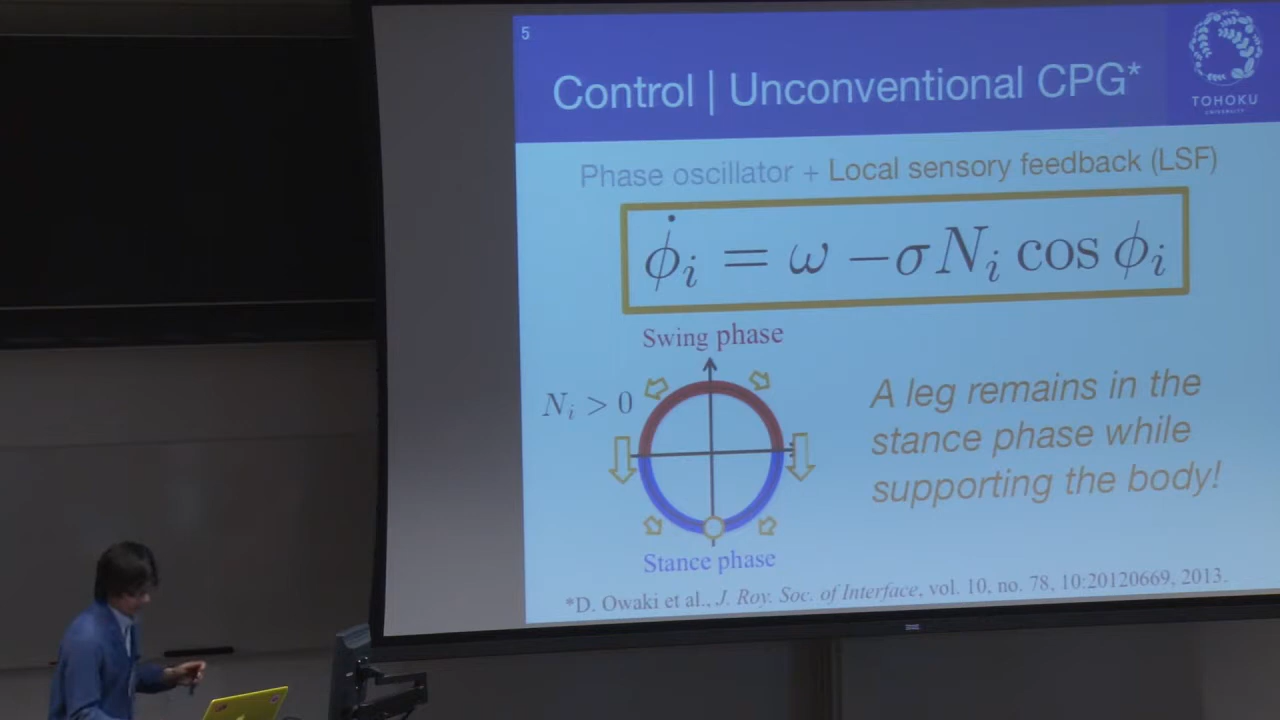 5
Control | Unconventional CPG*
TOHOKU
UNIVERSITY
Phase oscillator + Local sensory feedback (LSF)
ϕ̇ᵢ = ω −σNᵢ cos ϕᵢ
Swing phase
Nᵢ > 0
A leg remains in the
stance phase while
supporting the body!
Stance phase
*D. Owaki et al., J. Roy. Soc. of Interface, vol. 10, no. 78, 10:20120669, 2013.